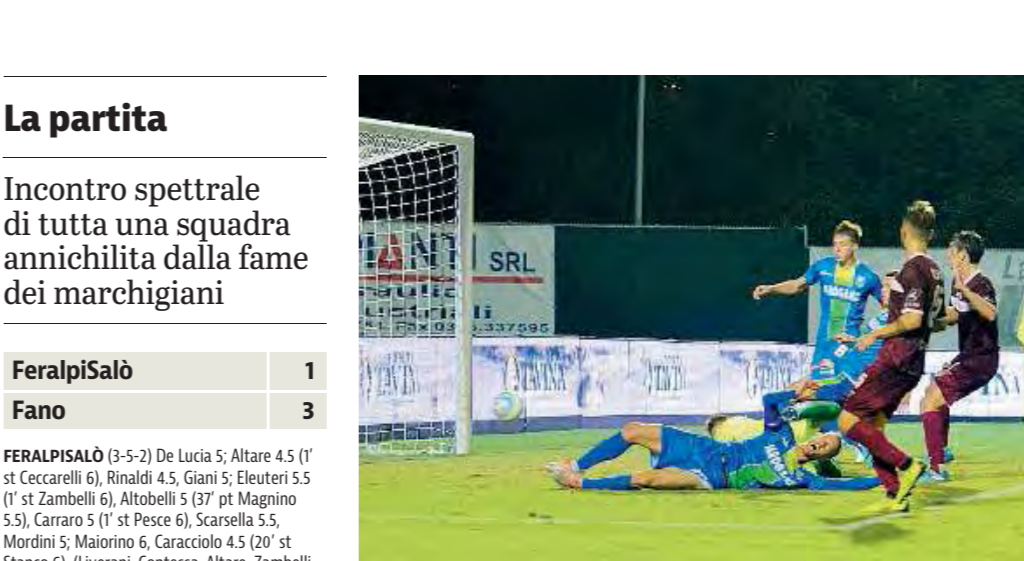 La partita
Incontro spettrale
di tutta una squadra
annichilita dalla fame
dei marchigiani
FeralpiSalò 1
Fano 3
FERALPISALÒ (3-5-2) De Lucia 5; Altare 4.5 (1’
st Ceccarelli 6), Rinaldi 4.5, Giani 5; Eleuteri 5.5
(1’ st Zambelli 6), Altobelli 5 (37’ pt Magnino
5.5), Carraro 5 (1’ st Pesce 6), Scarsella 5.5,
Mordini 5; Maiorino 6, Caracciolo 4.5 (20’ st
SRL